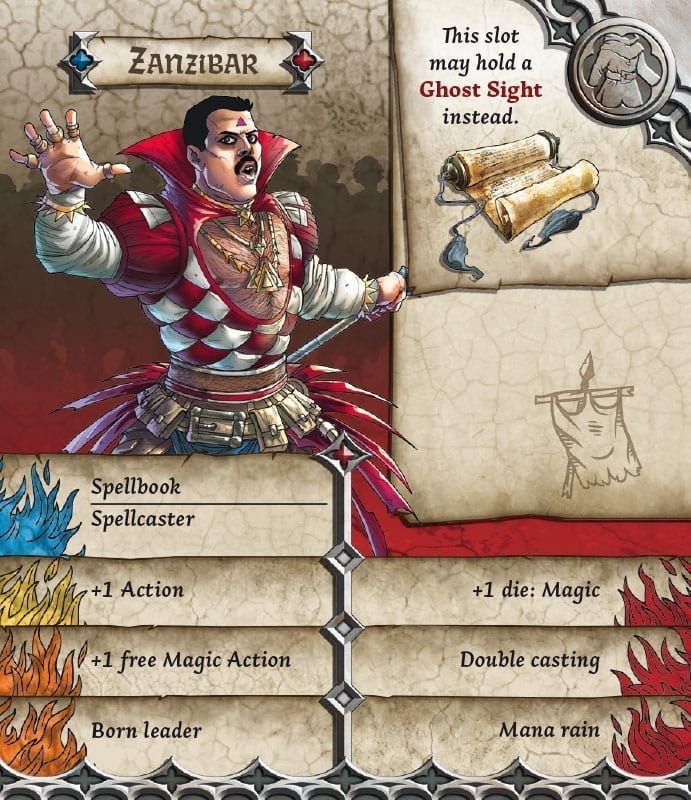 Zanzibar
This slot
may hold a
Ghost Sight
instead.
Spellbook
Spellcaster
+1 Action
+1 free Magic Action
Born leader
+1 die: Magic
Double casting
Mana rain